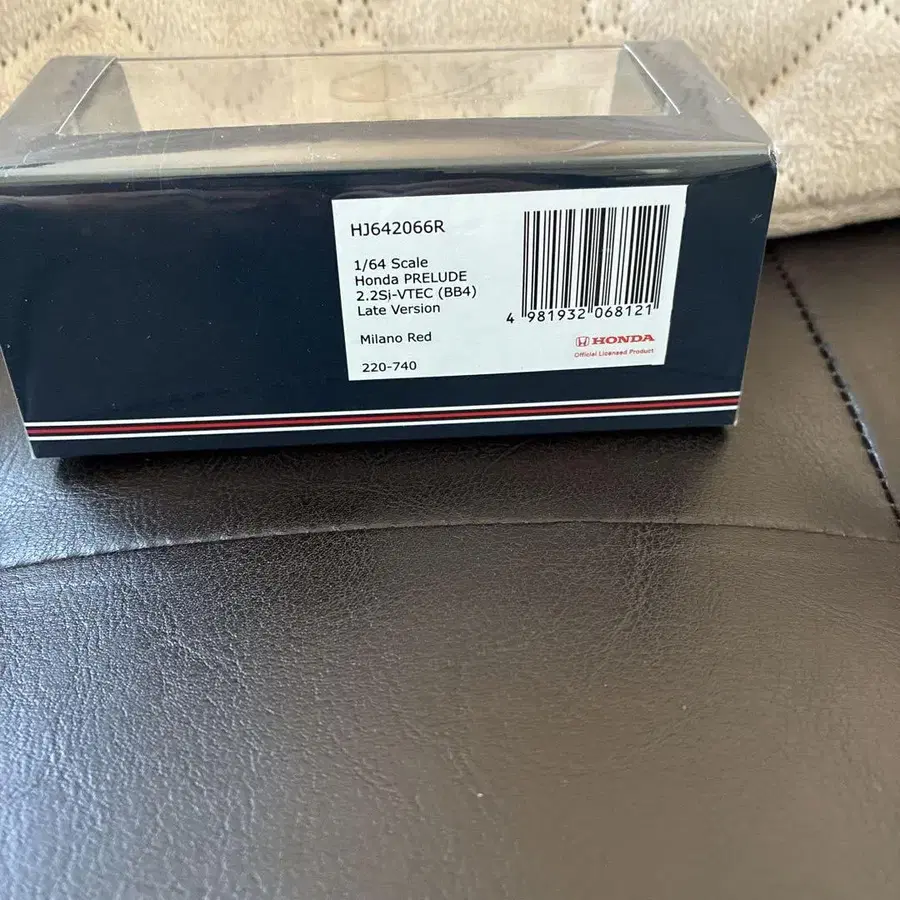 HJ642066R
1/64 Scale
Honda PRELUDE
2.2Si-VTEC (BB4)
Late Version
Milano Red
220-740
4 981932 068121
HONDA
Official Licensed Product